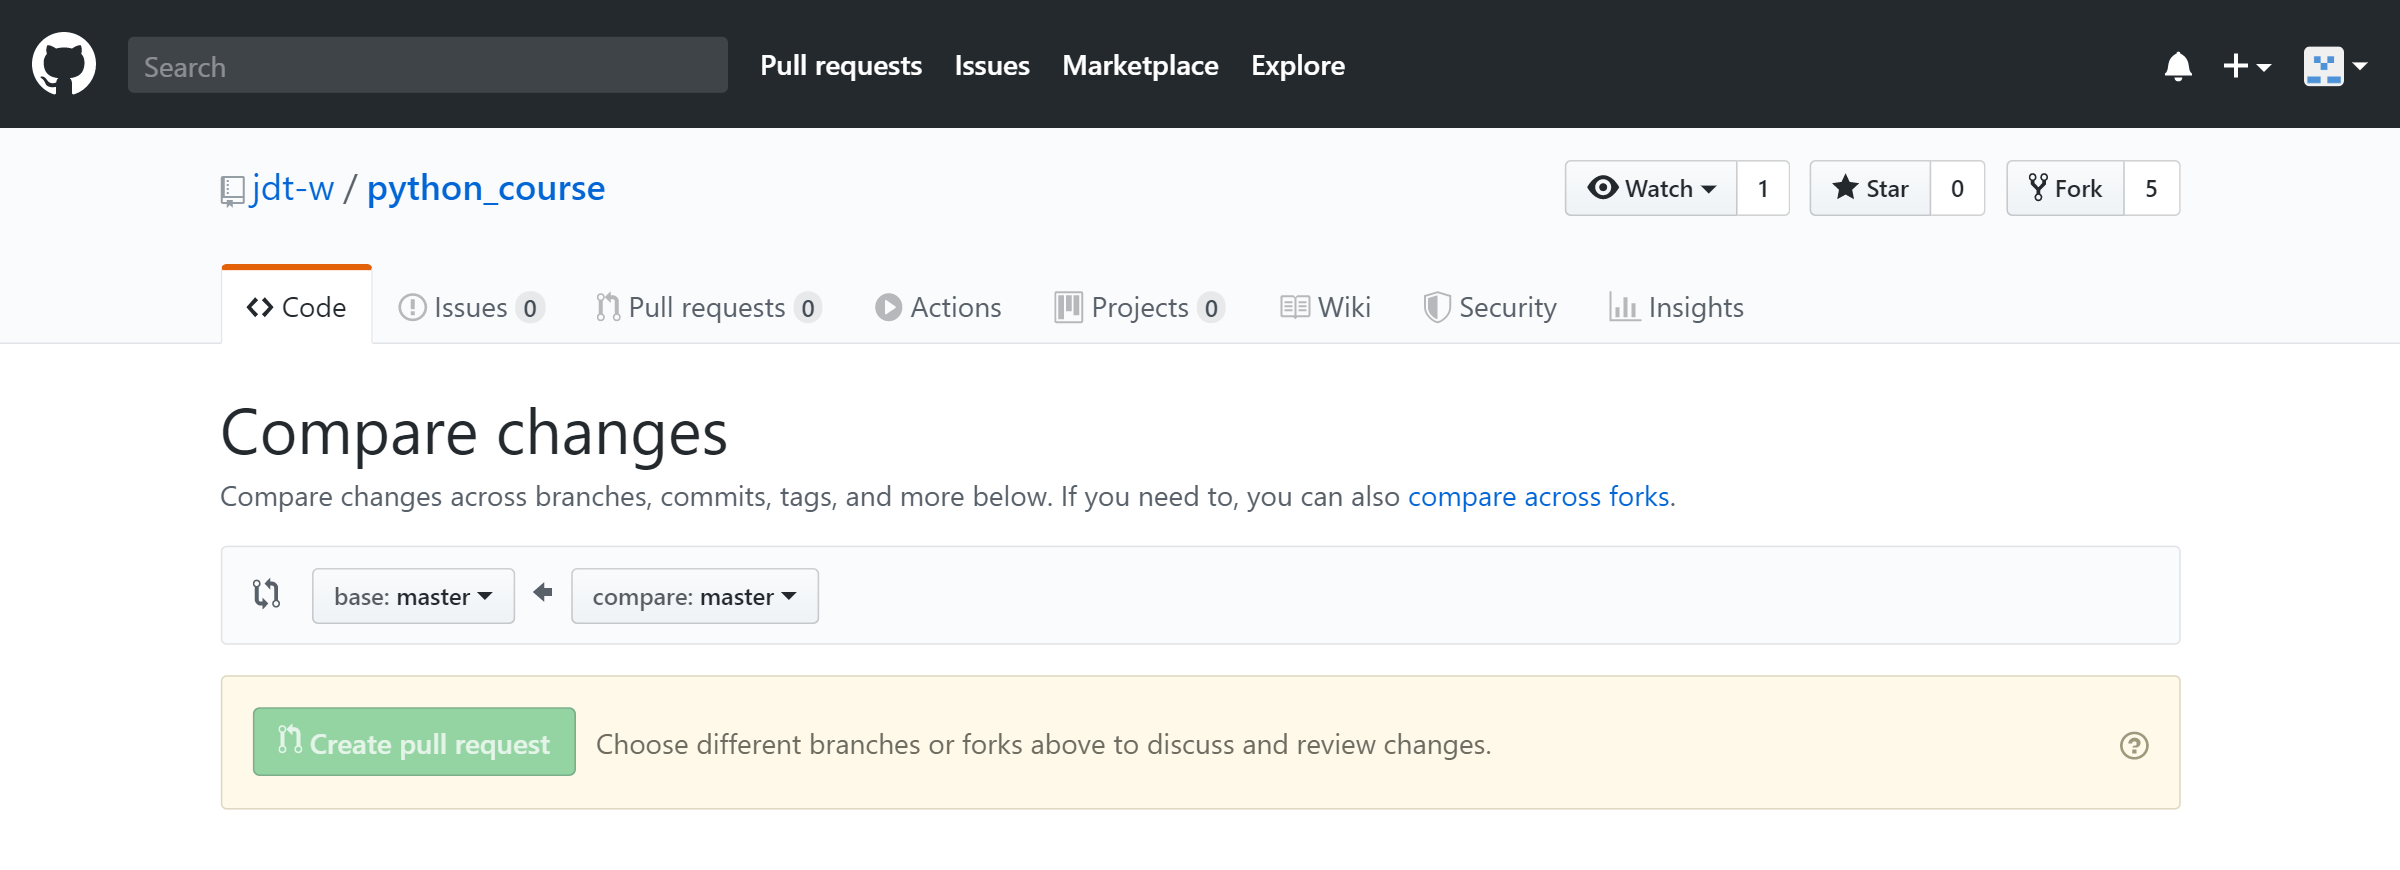 Search Pull requests Issues Marketplace Explore
jdt-w / python_course Watch 1 Star 0 Fork 5
Code Issues 0 Pull requests 0 Actions Projects 0 Wiki Security Insights
Compare changes
Compare changes across branches, commits, tags, and more below. If you need to, you can also compare across forks.
base: master compare: master
Create pull request Choose different branches or forks above to discuss and review changes.